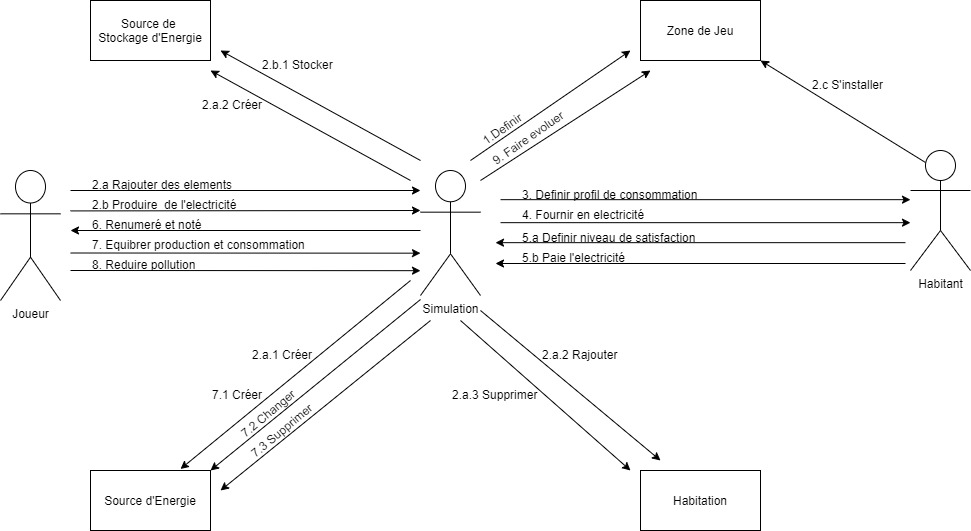 Source de
Stockage d'Energie
Zone de Jeu
2.b.1 Stocker
2.a.2 Créer
1.Definir
9. Faire evoluer
2.c S'installer
2.a Rajouter des elements
2.b Produire de l'electricité
6. Renumeré et noté
7. Equibrer production et consommation
8. Reduire pollution
3. Definir profil de consommation
4. Fournir en electricité
5.a Definir niveau de satisfaction
5.b Paie l'electricité
Joueur
Simulation
Habitant
2.a.1 Créer
7.1 Créer
7.2 Changer
7.3 Supprimer
2.a.2 Rajouter
2.a.3 Supprimer
Source d'Energie
Habitation